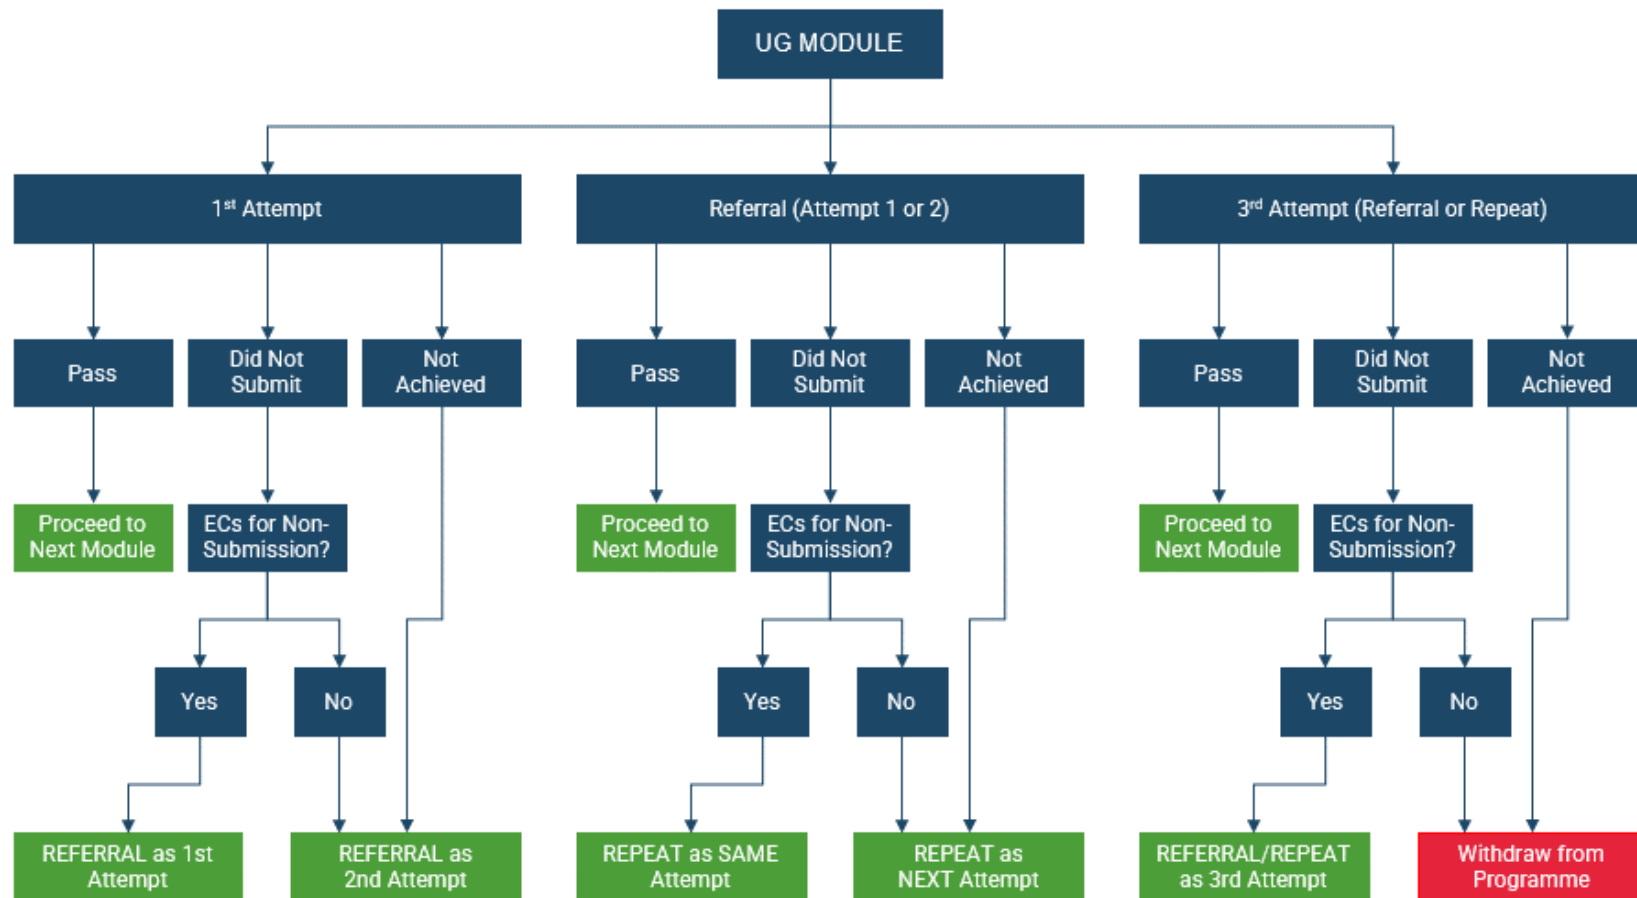 UG MODULE
1st Attempt
Referral (Attempt 1 or 2)
3rd Attempt (Referral or Repeat)
Pass
Did Not
Submit
Not
Achieved
Pass
Did Not
Submit
Not
Achieved
Pass
Did Not
Submit
Not
Achieved
Proceed to
Next Module
ECs for Non-
Submission?
Proceed to
Next Module
ECs for Non-
Submission?
Proceed to
Next Module
ECs for Non-
Submission?
Yes
No
Yes
No
Yes
No
REFERRAL as 1st
Attempt
REFERRAL as
2nd Attempt
REPEAT as SAME
Attempt
REPEAT as
NEXT Attempt
REFERRAL/REPEAT
as 3rd Attempt
Withdraw from
Programme